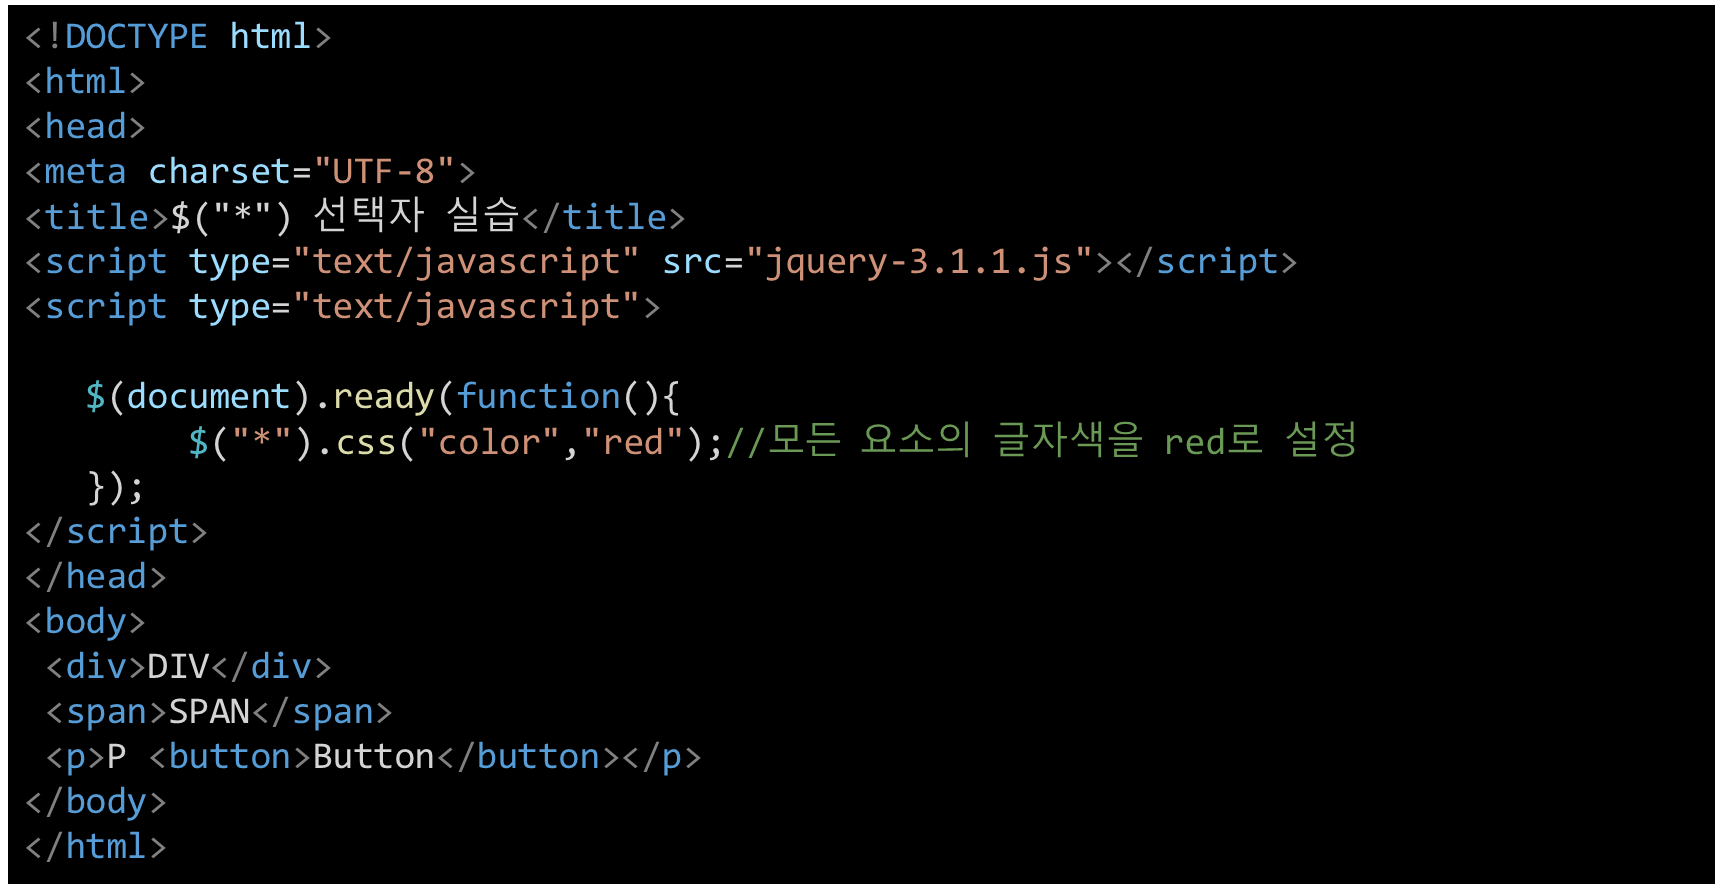 <!DOCTYPE html>
<html>
<head>
<meta charset="UTF-8">
<title>$("*") 선택자 실습</title>
<script type="text/javascript" src="jquery-3.1.1.js"></script>
<script type="text/javascript">
$(document).ready(function(){
$("*").css("color","red");//모든 요소의 글자색을 red로 설정
});
</script>
</head>
<body>
<div>DIV</div>
<span>SPAN</span>
<p>P <button>Button</button></p>
</body>
</html>